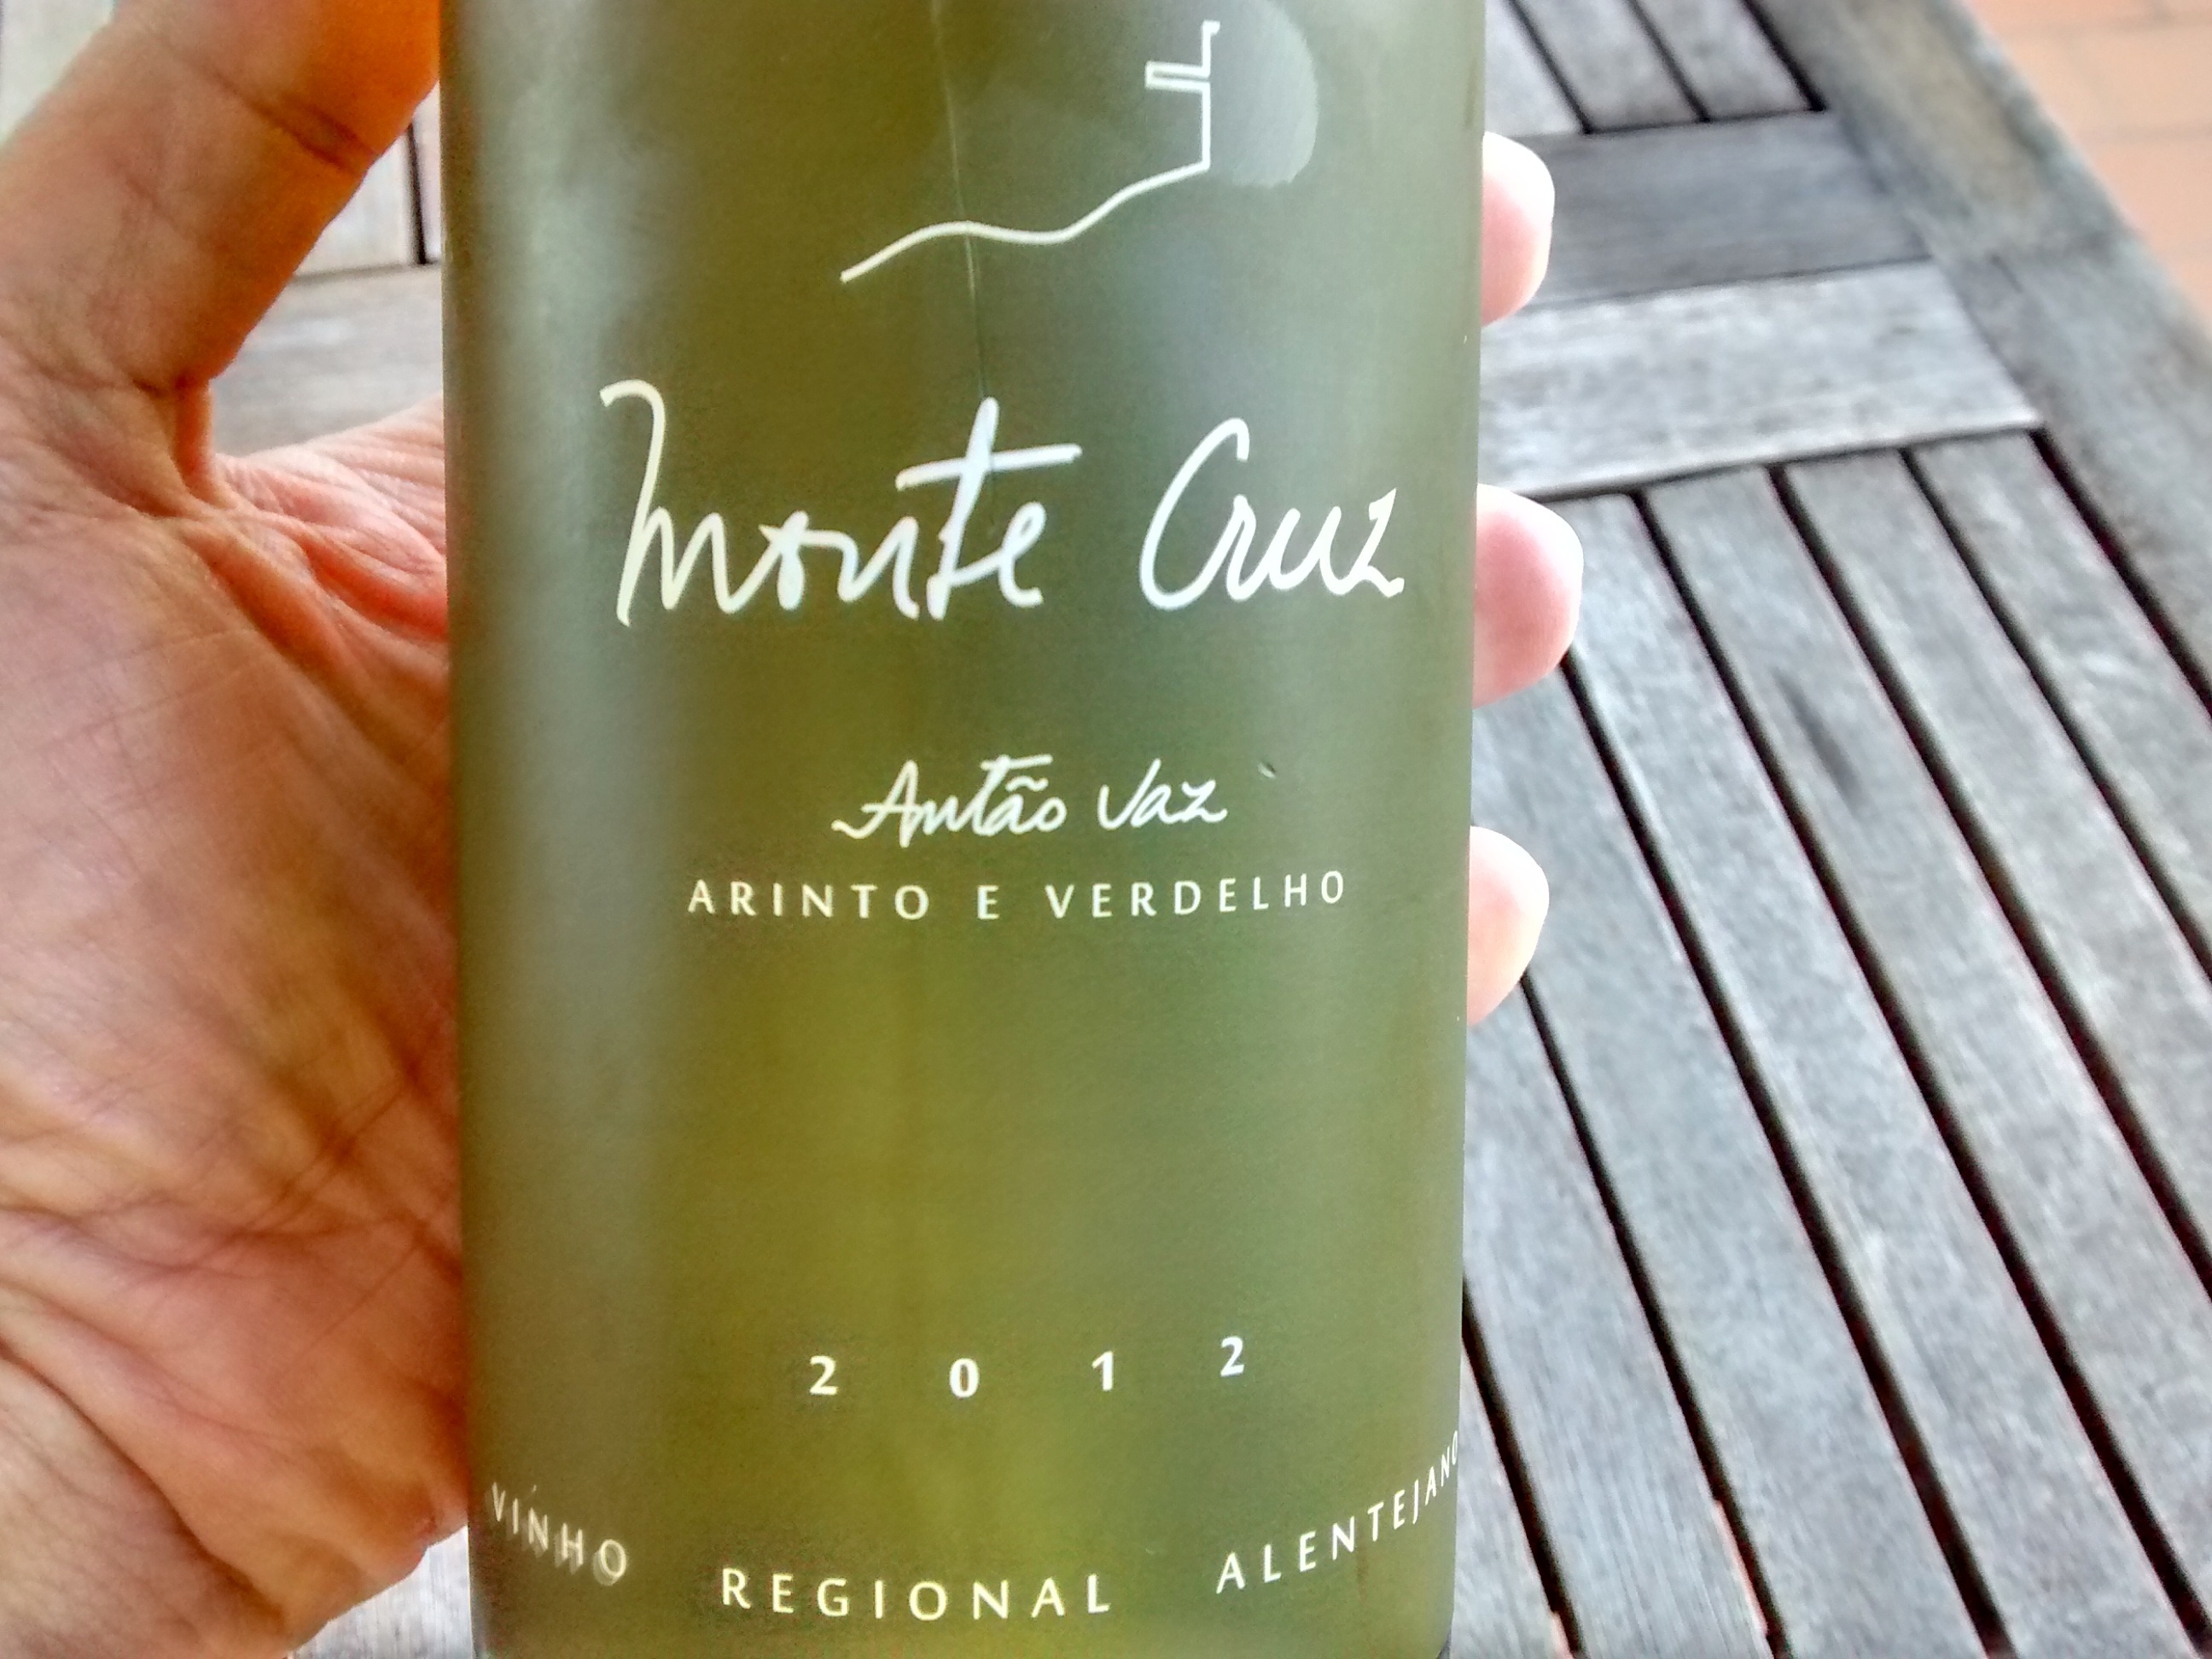 Monte Cruz
Antão Vaz
ARINTO E VERDELHO
2012
VINHO REGIONAL ALENTEJANO